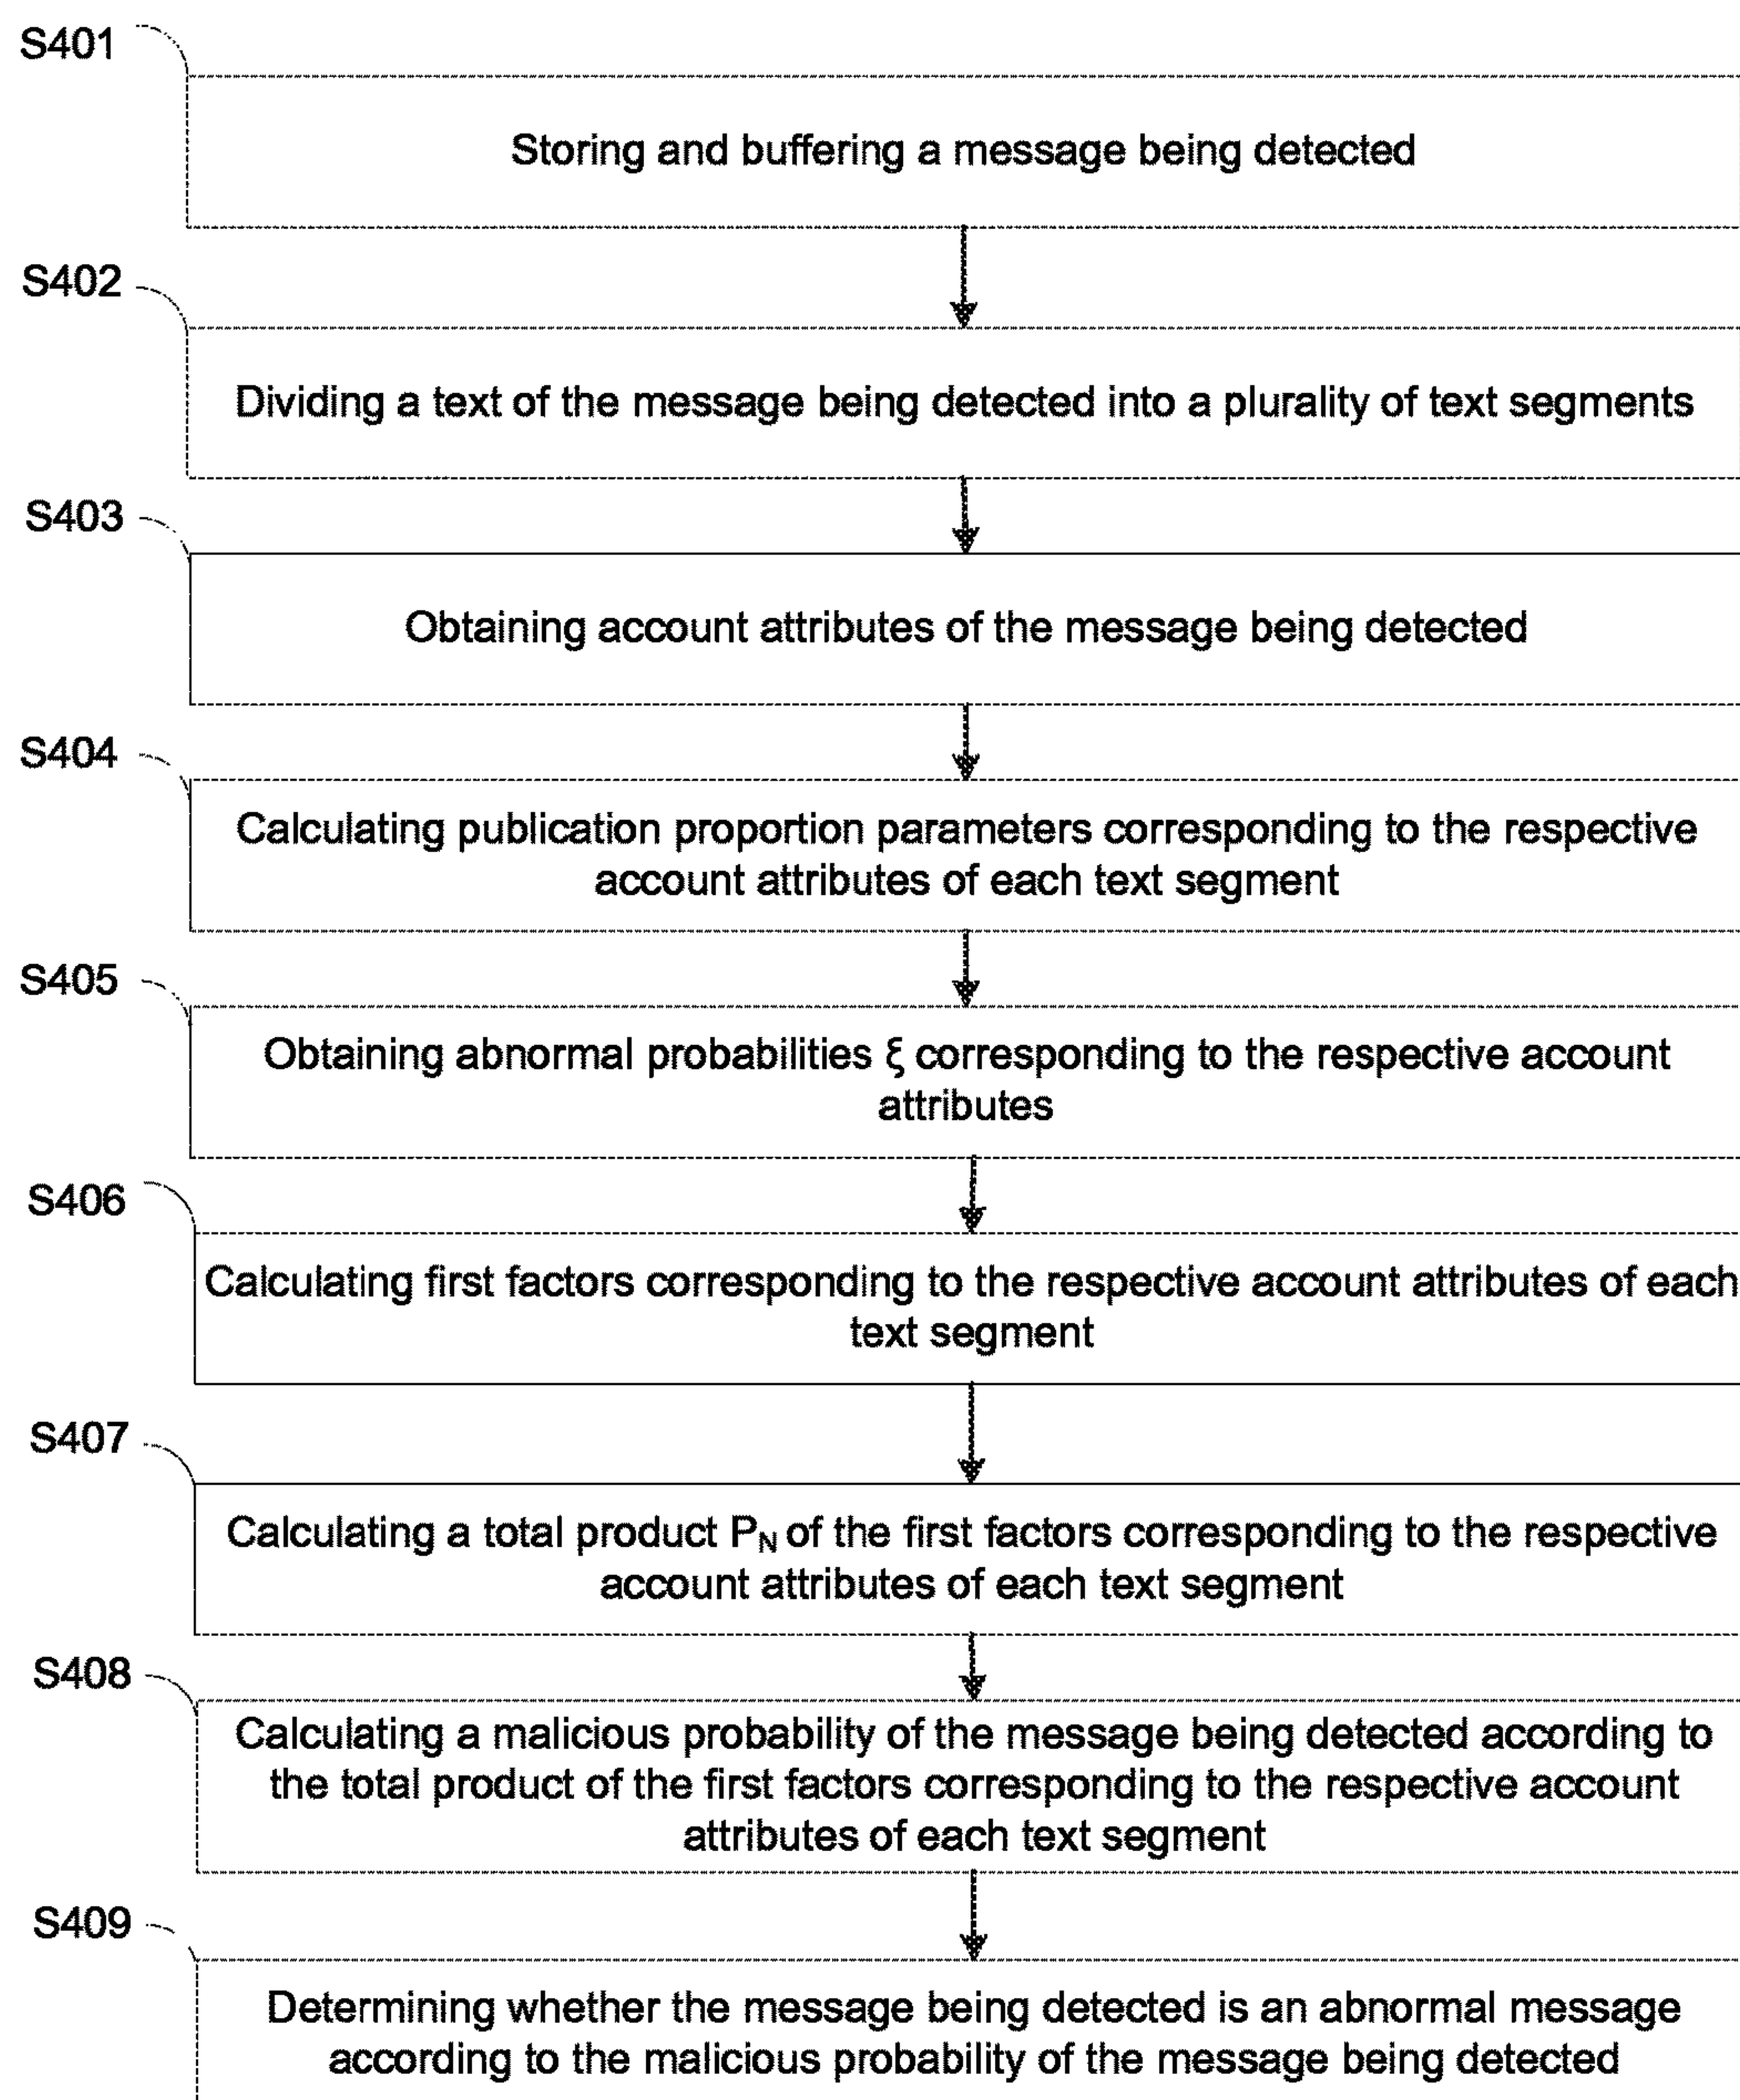 S401
Storing and buffering a message being detected
S402
Dividing a text of the message being detected into a plurality of text segments
S403
Obtaining account attributes of the message being detected
S404
Calculating publication proportion parameters corresponding to the respective
account attributes of each text segment
S405
Obtaining abnormal probabilities ξ corresponding to the respective account
attributes
S406
Calculating first factors corresponding to the respective account attributes of each
text segment
S407
Calculating a total product P_N of the first factors corresponding to the respective
account attributes of each text segment
S408
Calculating a malicious probability of the message being detected according to
the total product of the first factors corresponding to the respective account
attributes of each text segment
S409
Determining whether the message being detected is an abnormal message
according to the malicious probability of the message being detected